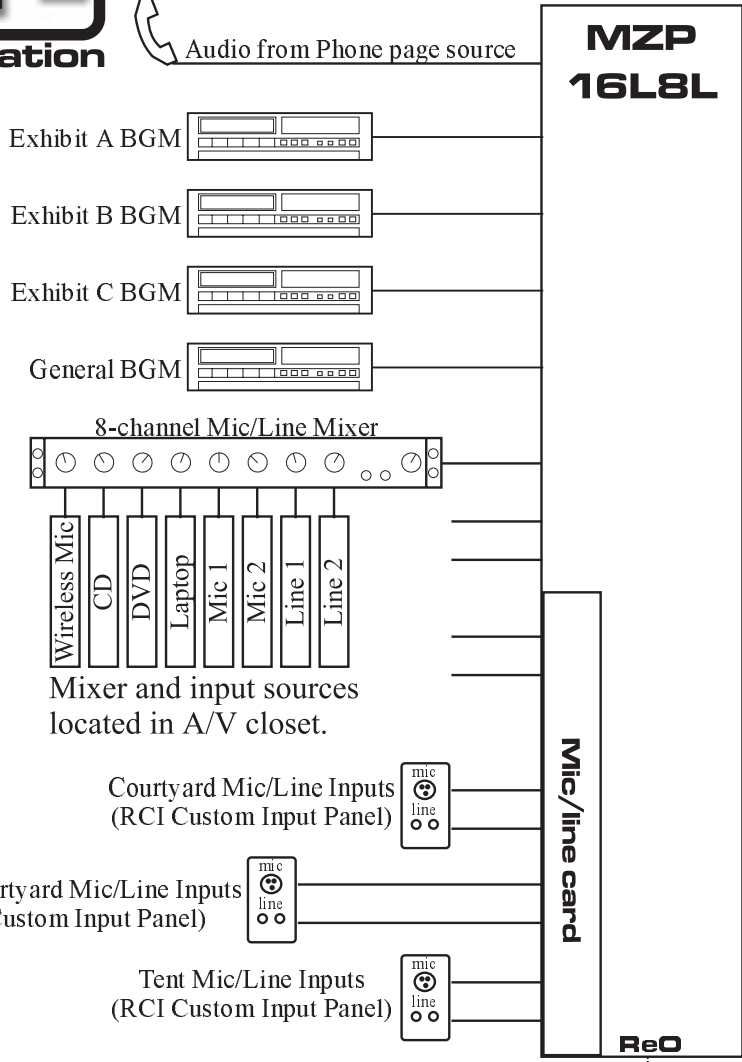 ation
Audio from Phone page source
MZP
16L8L
Exhibit A BGM
Exhibit B BGM
Exhibit C BGM
General BGM
8-channel Mic/Line Mixer
Wireless Mic
CD
DVD
Laptop
Mic 1
Mic 2
Line 1
Line 2
Mixer and input sources
located in A/V closet.
Mic/line card
mic
Courtyard Mic/Line Inputs
line
(RCI Custom Input Panel)
mic
rtyard Mic/Line Inputs
line
Custom Input Panel)
mic
Tent Mic/Line Inputs
line
(RCI Custom Input Panel)
ReO